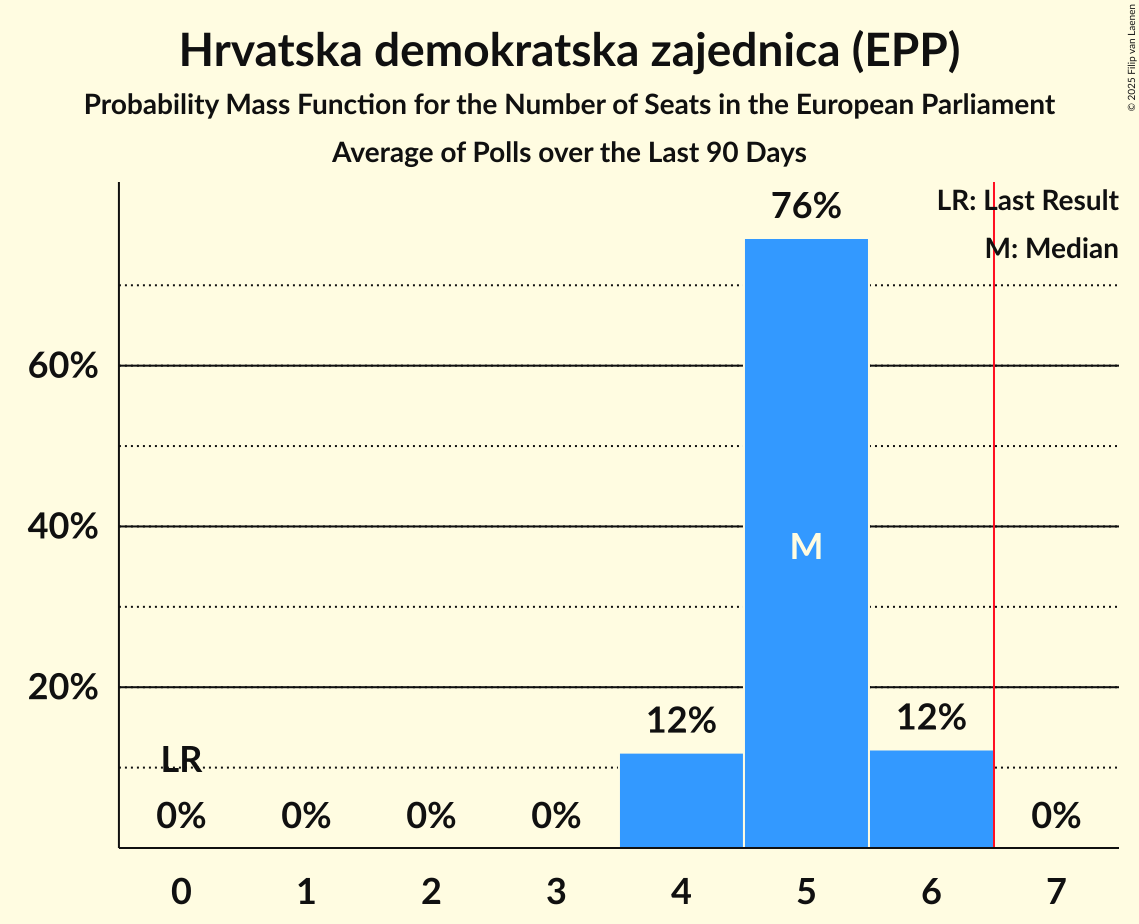 Hrvatska demokratska zajednica (EPP)
Probability Mass Function for the Number of Seats in the European Parliament
Average of Polls over the Last 90 Days
© 2025 Filip van Laenen
LR: Last Result
M: Median
76%
60%
40%
20%
M
12%
12%
LR
0%
0%
0%
0%
0%
0
1
2
3
4
5
6
7